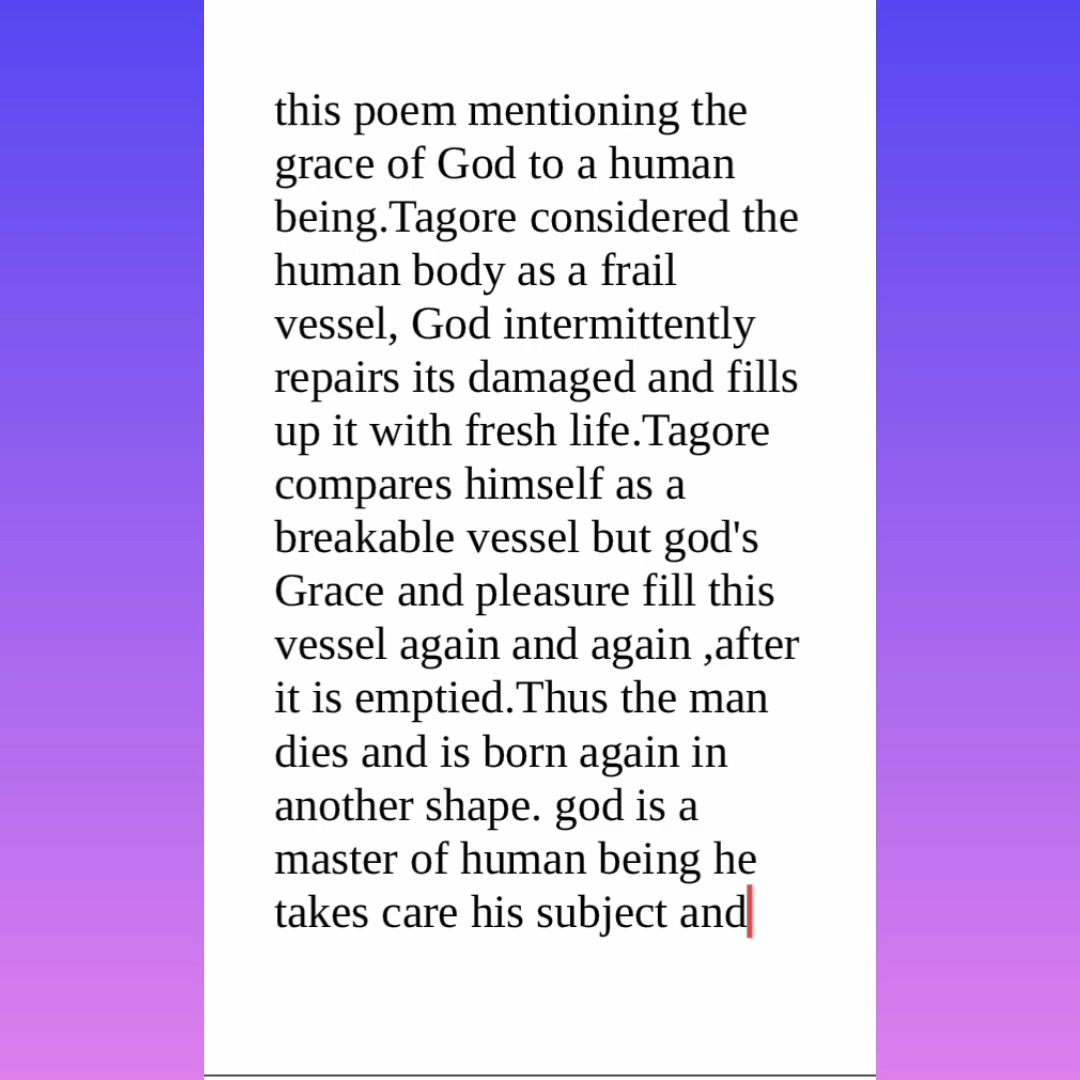 this poem mentioning the
grace of God to a human
being.Tagore considered the
human body as a frail
vessel, God intermittently
repairs its damaged and fills
up it with fresh life.Tagore
compares himself as a
breakable vessel but god's
Grace and pleasure fill this
vessel again and again ,after
it is emptied.Thus the man
dies and is born again in
another shape. god is a
master of human being he
takes care his subject and